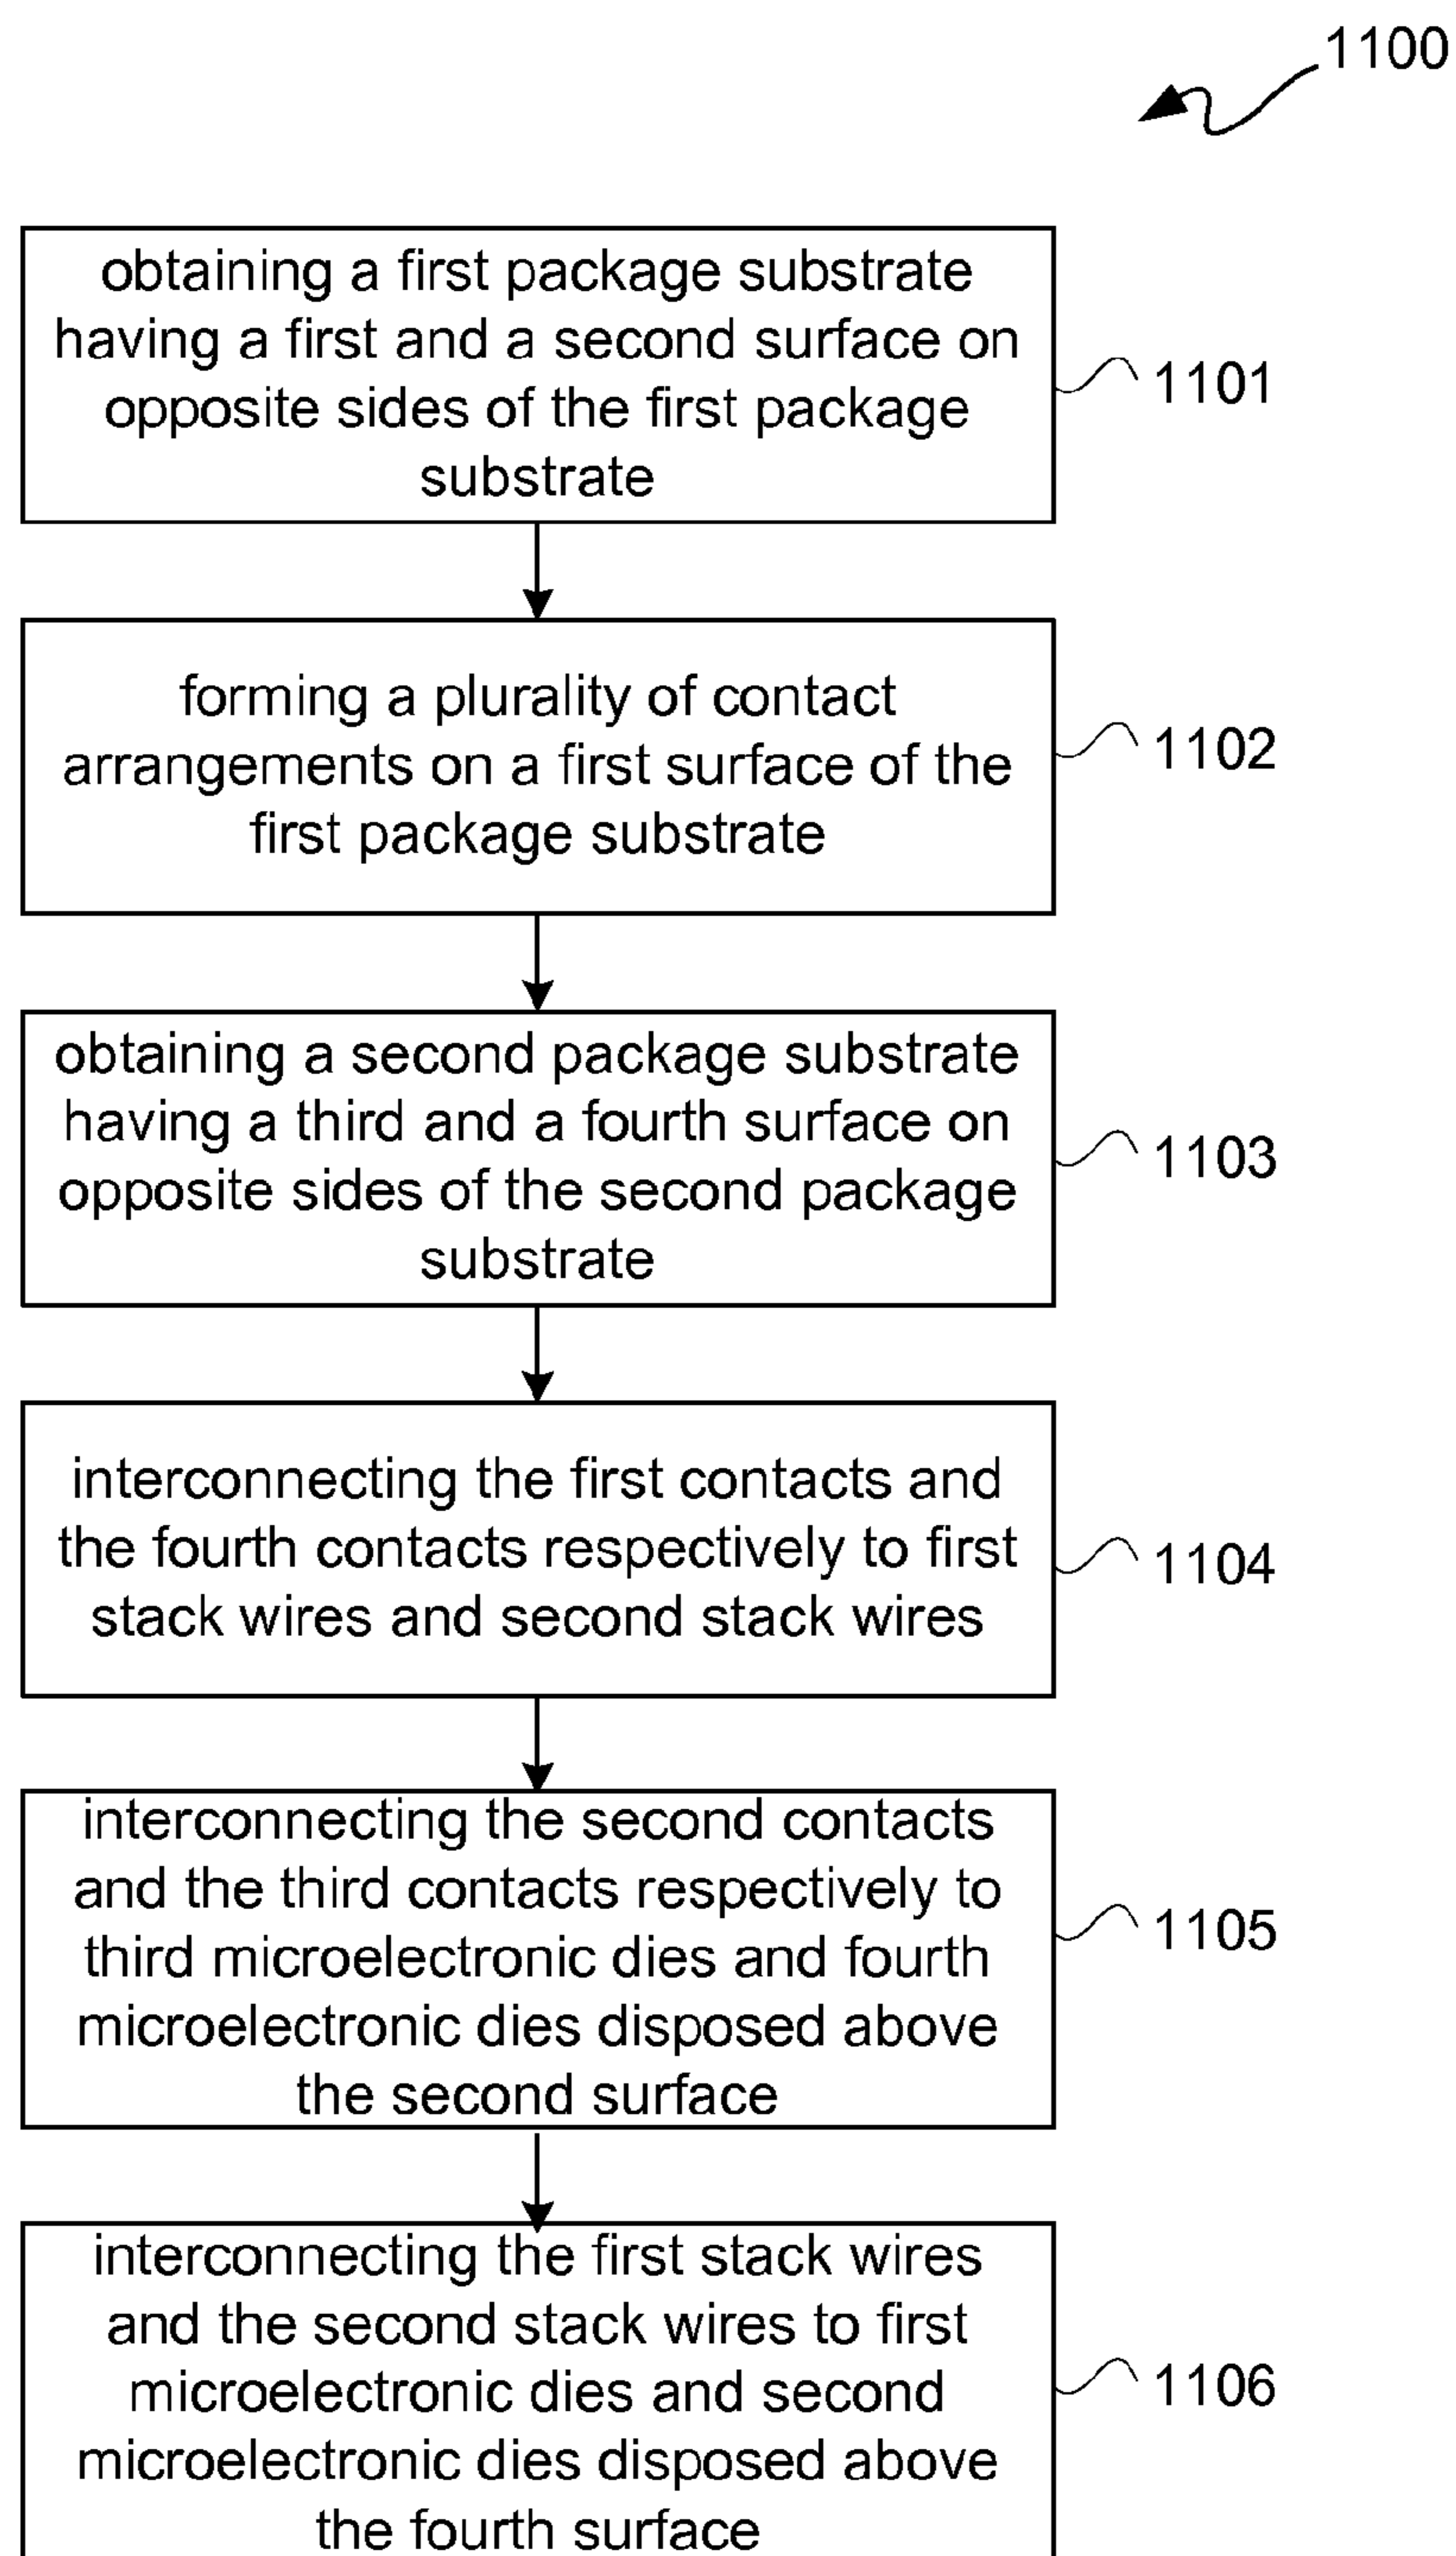 1100
obtaining a first package substrate
having a first and a second surface on
opposite sides of the first package
substrate
1101
forming a plurality of contact
arrangements on a first surface of the
first package substrate
1102
obtaining a second package substrate
having a third and a fourth surface on
opposite sides of the second package
substrate
1103
interconnecting the first contacts and
the fourth contacts respectively to first
stack wires and second stack wires
1104
interconnecting the second contacts
and the third contacts respectively to
third microelectronic dies and fourth
microelectronic dies disposed above
the second surface
1105
interconnecting the first stack wires
and the second stack wires to first
microelectronic dies and second
microelectronic dies disposed above
the fourth surface
1106